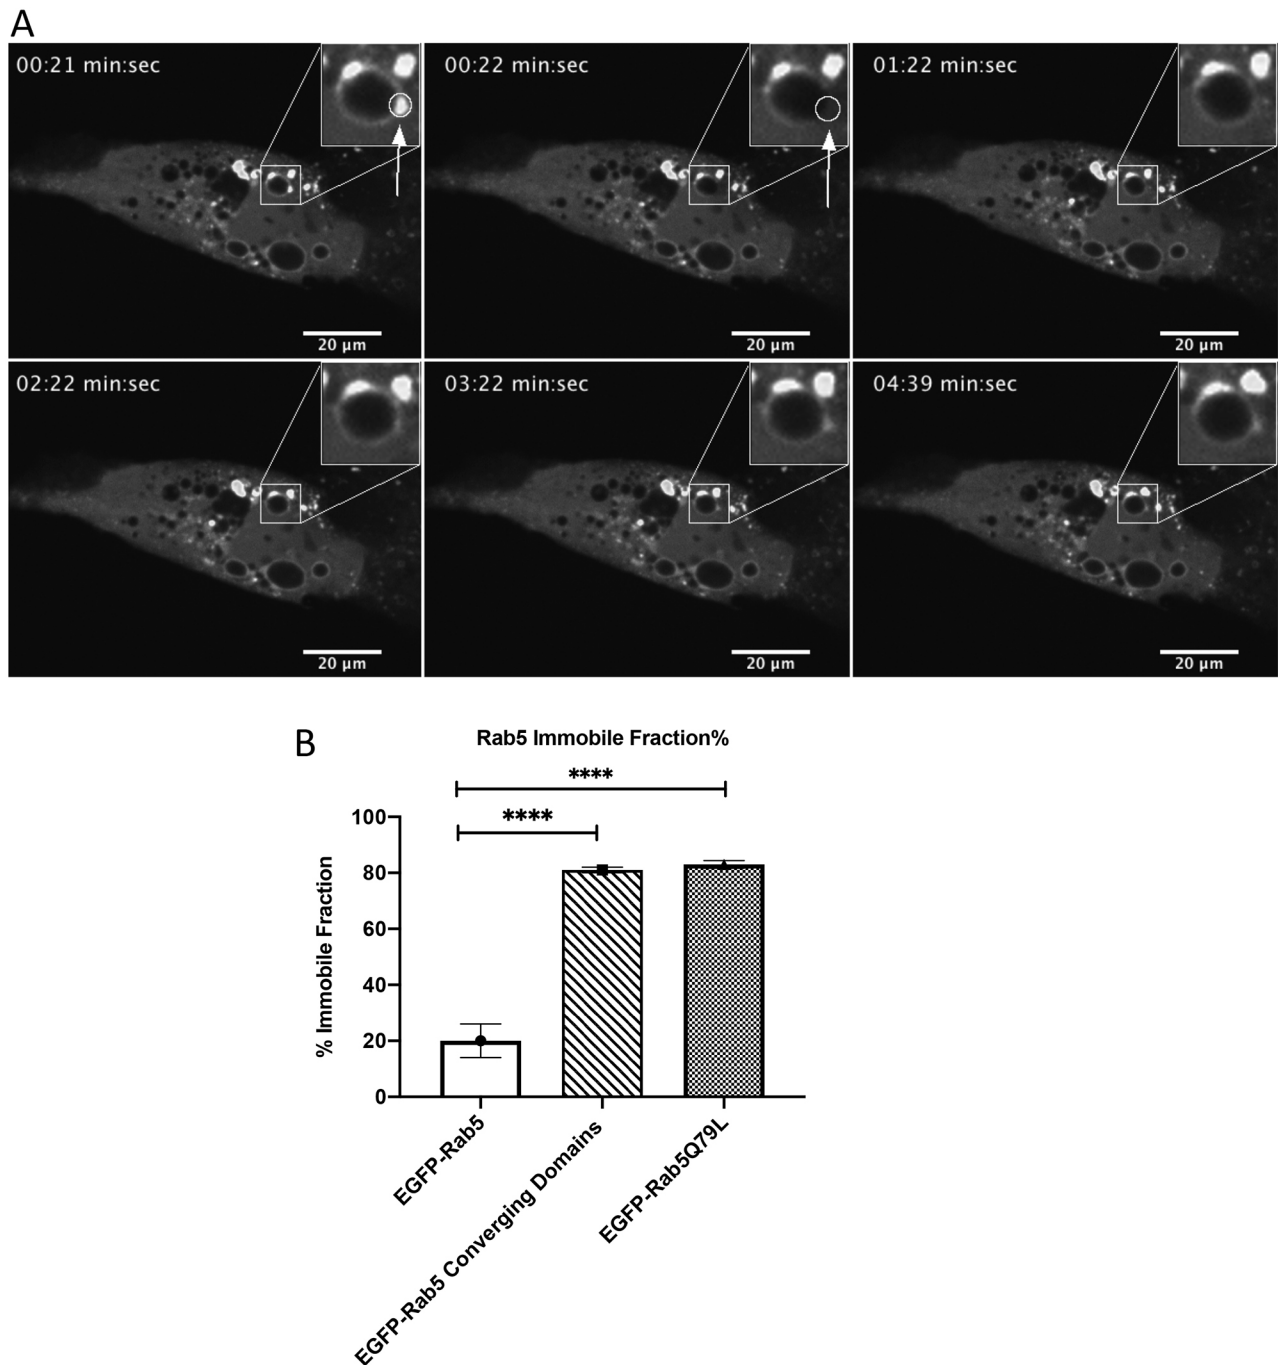 A
00:21 min:sec
00:22 min:sec
01:22 min:sec
20 µm
20 µm
20 µm
02:22 min:sec
03:22 min:sec
04:39 min:sec
20 µm
20 µm
20 µm
B
Rab5 Immobile Fraction%
****
****
% Immobile Fraction
100
80
60
40
20
0
EGFP-Rab5
EGFP-Rab5 Converging Domains
EGFP-Rab5Q79L